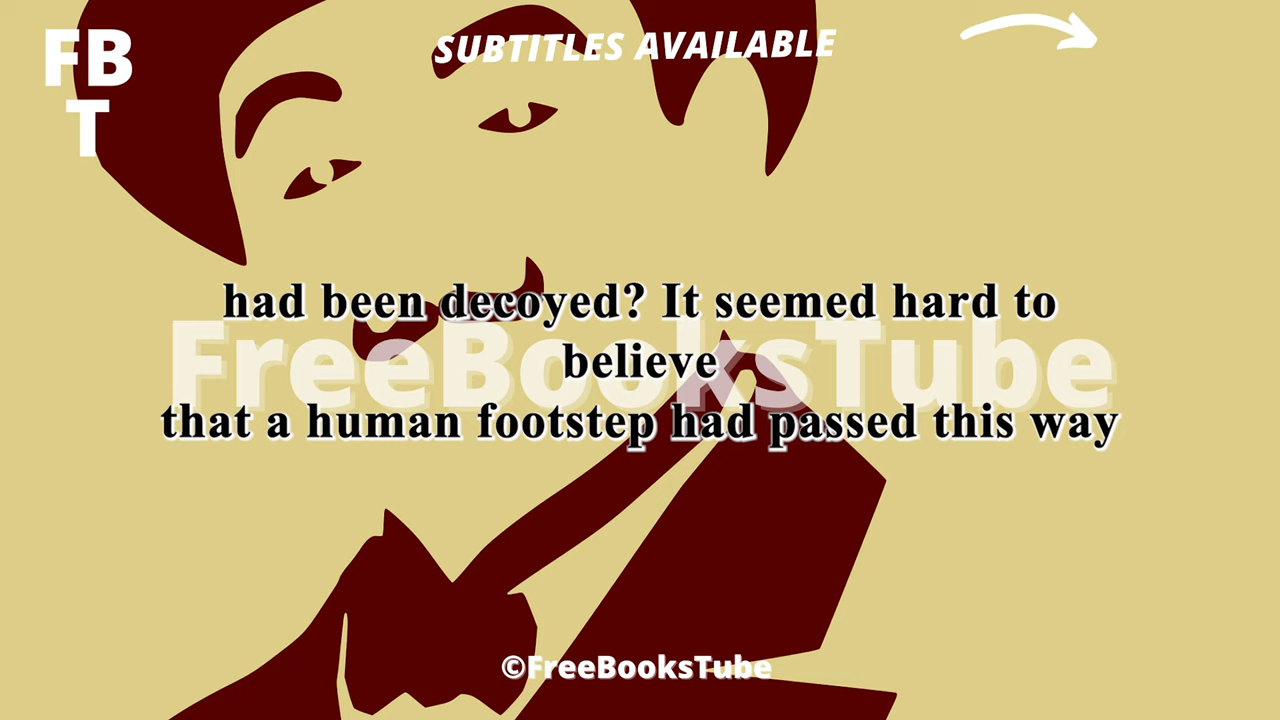 FB
T
SUBTITLES AVAILABLE
had been decoyed? It seemed hard to
believe
that a human footstep had passed this way
FreeBooksTube
©FreeBooksTube